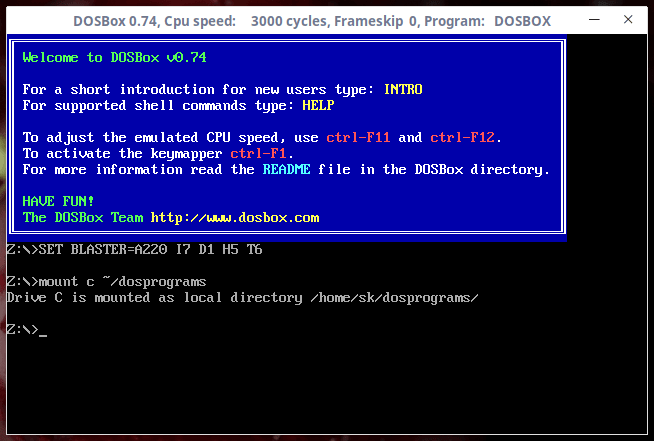 DOSBox 0.74, Cpu speed: 3000 cycles, Frameskip 0, Program: DOSBOX
Welcome to DOSBox v0.74
For a short introduction for new users type: INTRO
For supported shell commands type: HELP
To adjust the emulated CPU speed, use ctrl-F11 and ctrl-F12.
To activate the keymapper ctrl-F1.
For more information read the README file in the DOSBox directory.
HAVE FUN!
The DOSBox Team http://www.dosbox.com
Z:\>SET BLASTER=A220 I7 D1 H5 T6
Z:\>mount c ~/dosprograms
Drive C is mounted as local directory /home/sk/dosprograms/
Z:\>_